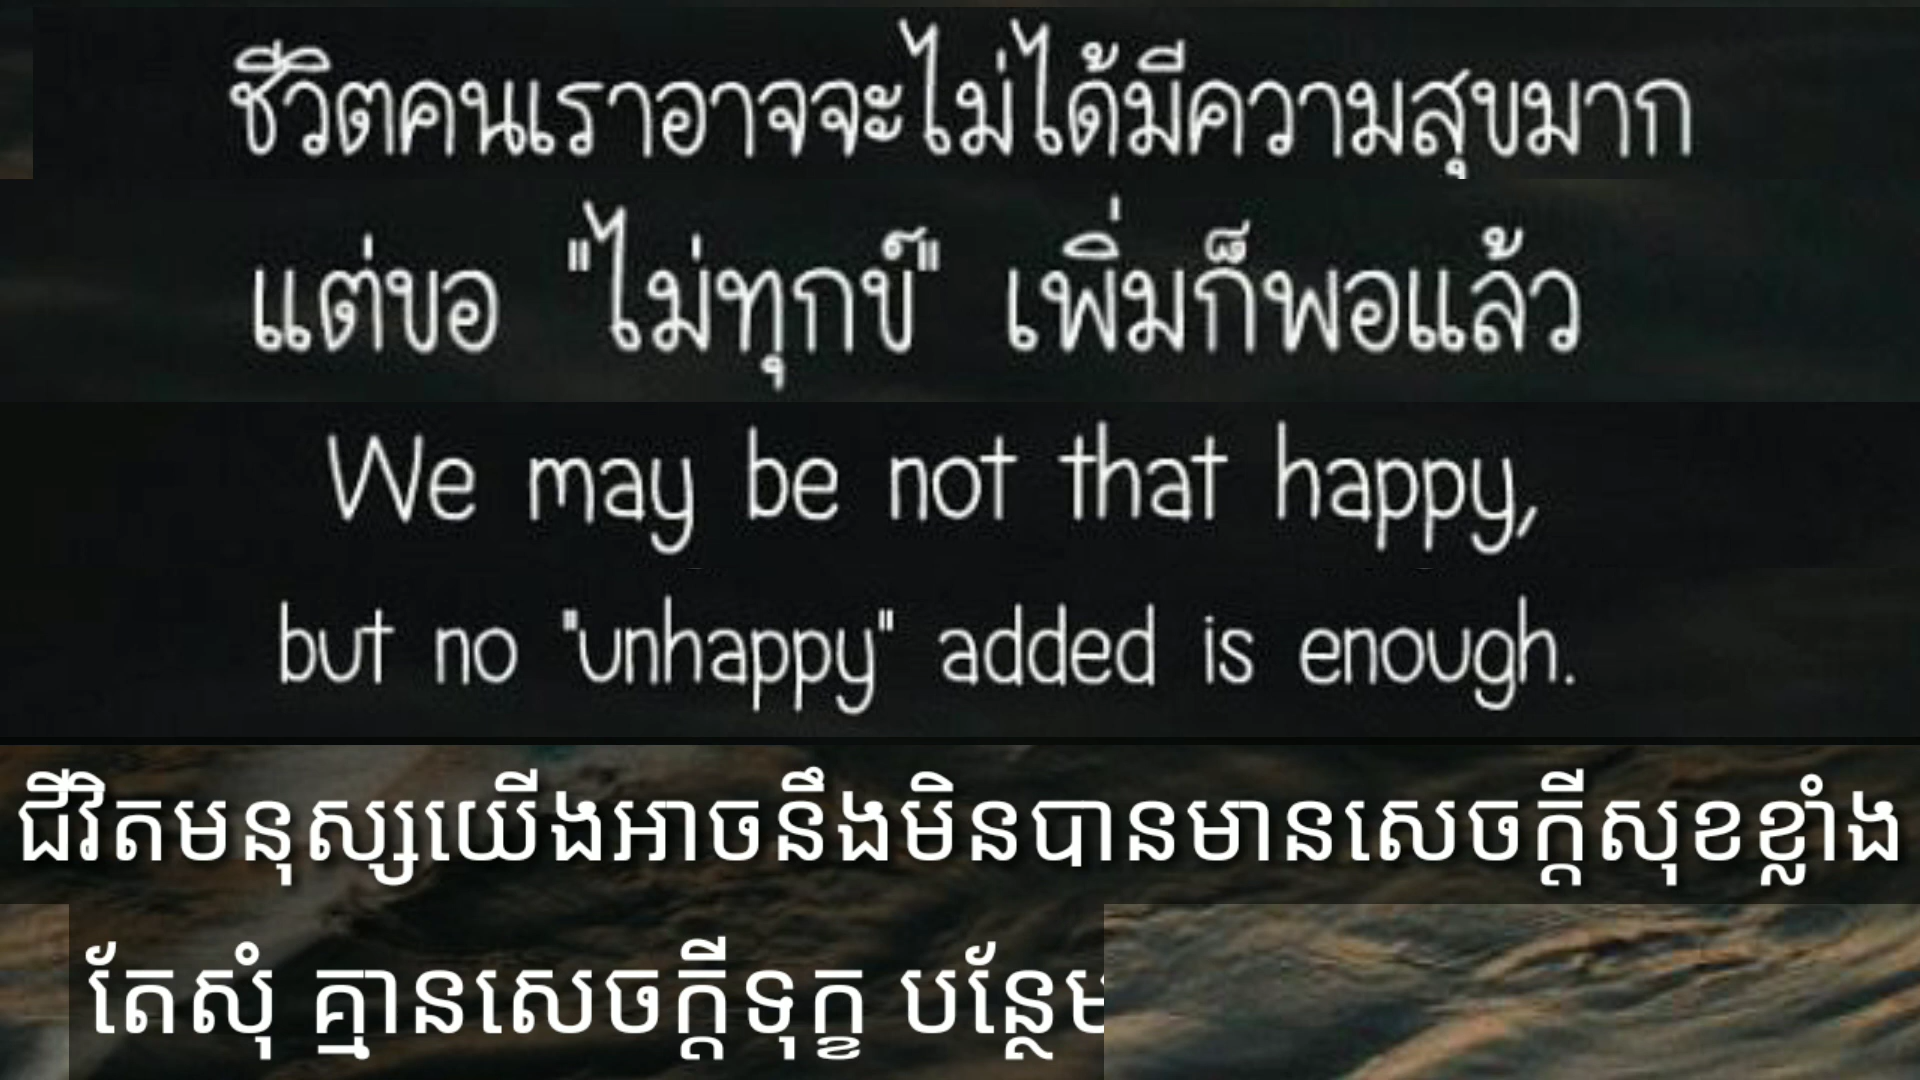 ชีวิตคนเราอาจจะไม่ได้มีความสุขมาก
แต่ขอ "ไม่ทุกข์" เพิ่มก็พอแล้ว
We may be not that happy,
but no "unhappy" added is enough.
ជីវិតមនុស្សយើងអាចនឹងមិនបានមានសេចក្តីសុខខ្លាំង
តែសុំ គ្មានសេចក្តីទុក្ខ